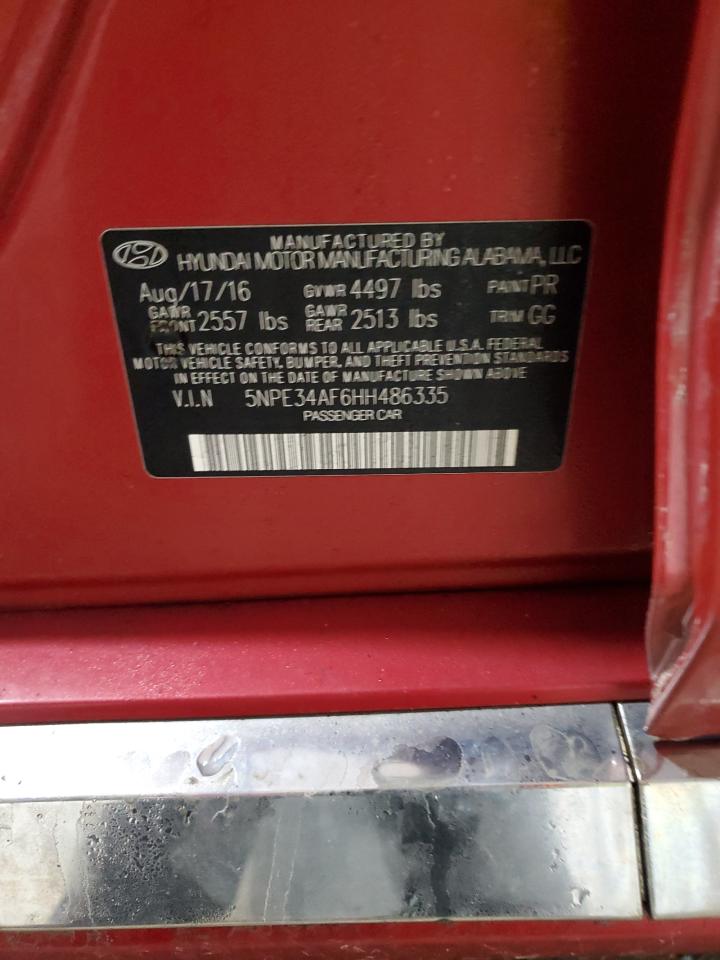 MANUFACTURED BY
HYUNDAI MOTOR MANUFACTURING ALABAMA, LLC
Aug/17/16 GVWR 4497 lbs PAINT PR
GAWR FRONT 2557 lbs GAWR REAR 2513 lbs TRIM GG
THIS VEHICLE CONFORMS TO ALL APPLICABLE U.S.A. FEDERAL
MOTOR VEHICLE SAFETY, BUMPER, AND THEFT PREVENTION STANDARDS
IN EFFECT ON THE DATE OF MANUFACTURE SHOWN ABOVE
V.I.N 5NPE34AF6HH486335
PASSENGER CAR